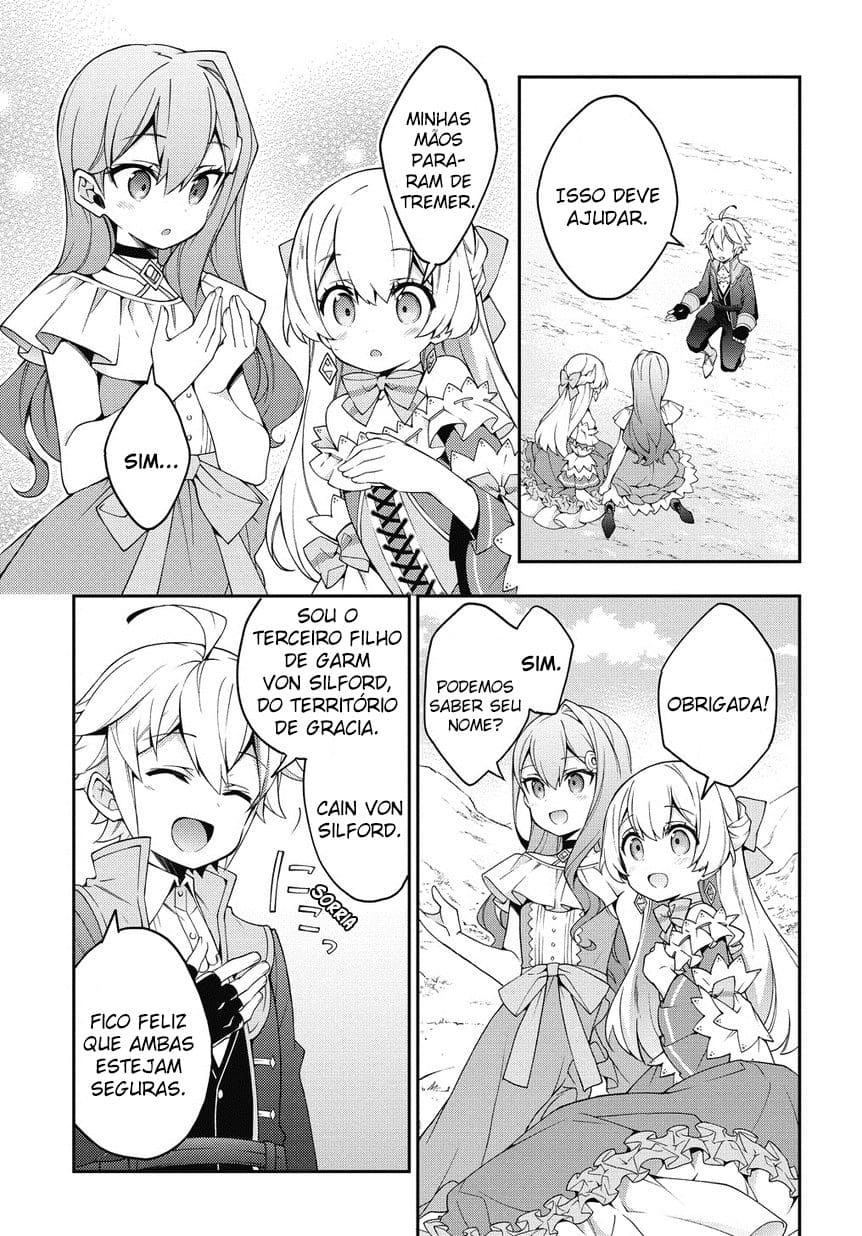 ISSO DEVE
AJUDAR.
MINHAS
MÃOS
PARA-
RAM DE
TREMER.
SIM...
OBRIGADA!
SIM.
PODEMOS
SABER SEU
NOME?
SOU O
TERCEIRO FILHO
DE GARM
VON SILFORD,
DO TERRITÓRIO
DE GRACIA.
CAIN VON
SILFORD.
SORRIA
FICO FELIZ
QUE AMBAS
ESTEJAM
SEGURAS.